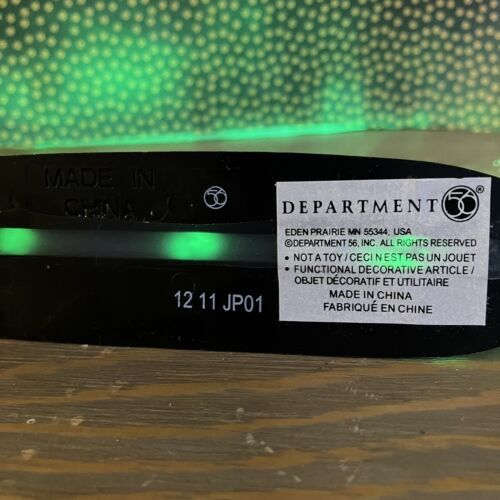 MADE IN
CHINA
56
12 11 JP01
DEPARTMENT 56®
EDEN PRAIRIE MN 55344; USA
©DEPARTMENT 56, INC. ALL RIGHTS RESERVED
• NOT A TOY / CECI N EST PAS UN JOUET
• FUNCTIONAL DECORATIVE ARTICLE /
OBJET DÉCORATIF ET UTILITAIRE
MADE IN CHINA
FABRIQUÉ EN CHINE